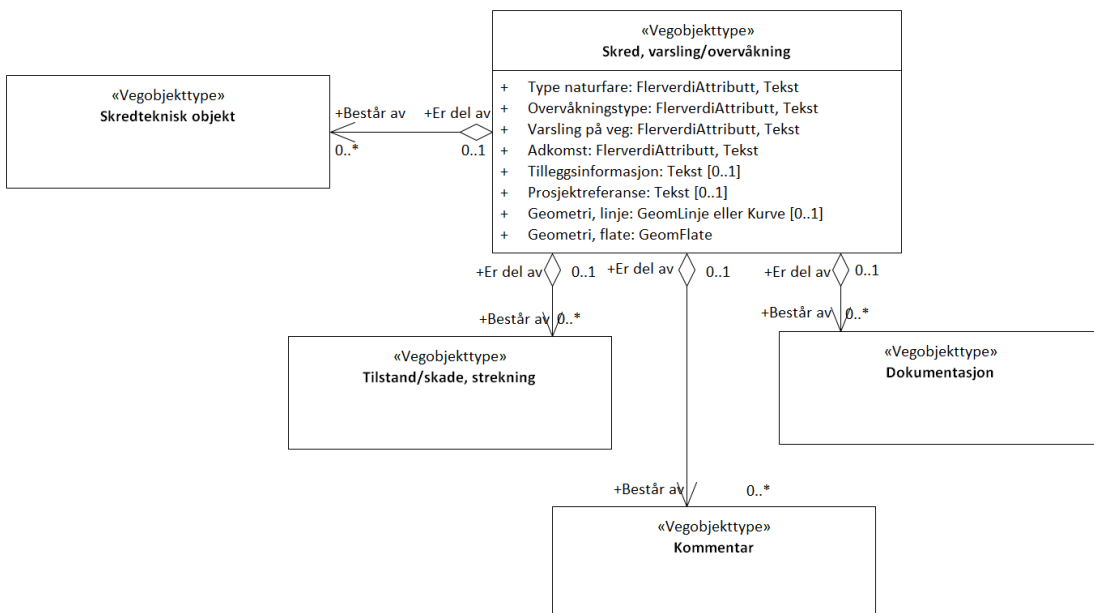 «Vegobjekttype»
Skred, varsling/overvåkning
+ Type naturfare: FlerverdiAttributt, Tekst
+ Overvåkningstype: FlerverdiAttributt, Tekst
+ Varsling på veg: FlerverdiAttributt, Tekst
+ Adkomst: FlerverdiAttributt, Tekst
+ Tilleggsinformasjon: Tekst [0..1]
+ Prosjektreferanse: Tekst [0..1]
+ Geometri, linje: GeomLinje eller Kurve [0..1]
+ Geometri, flate: GeomFlate
«Vegobjekttype»
Skredteknisk objekt
+Består av +Er del av
0..* 0..1
+Er del av 0..1 +Er del av 0..1 +Er del av 0..1
+Består av 0..*
+Består av 0..*
«Vegobjekttype»
Tilstand/skade, strekning
«Vegobjekttype»
Dokumentasjon
+Består av 0..*
«Vegobjekttype»
Kommentar